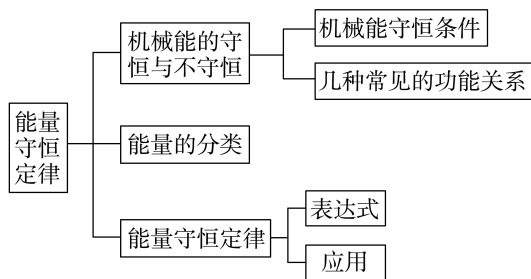 能量
守恒
定律
机械能的守
恒与不守恒
机械能守恒条件
几种常见的功能关系
能量的分类
能量守恒定律
表达式
应用